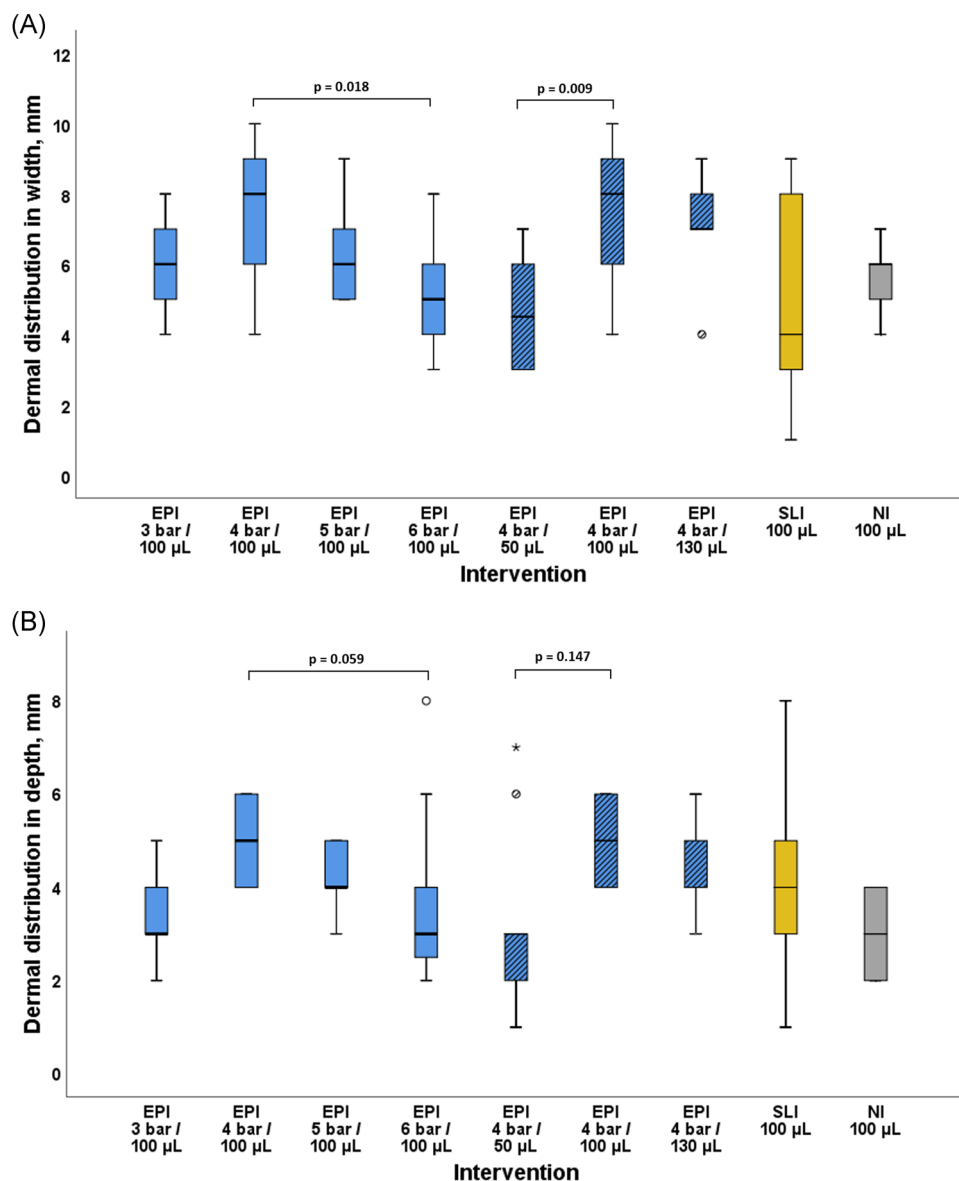 (A)
Dermal distribution in width, mm
12
10
8
6
4
2
0
p = 0.018
p = 0.009
EPI
3 bar /
100 µL
EPI
4 bar /
100 µL
EPI
5 bar /
100 µL
EPI
6 bar /
100 µL
EPI
4 bar /
50 µL
EPI
4 bar /
100 µL
EPI
4 bar /
130 µL
SLI
100 µL
NI
100 µL
Intervention
(B)
Dermal distribution in depth, mm
8
6
4
2
0
p = 0.059
p = 0.147
EPI
3 bar /
100 µL
EPI
4 bar /
100 µL
EPI
5 bar /
100 µL
EPI
6 bar /
100 µL
EPI
4 bar /
50 µL
EPI
4 bar /
100 µL
EPI
4 bar /
130 µL
SLI
100 µL
NI
100 µL
Intervention